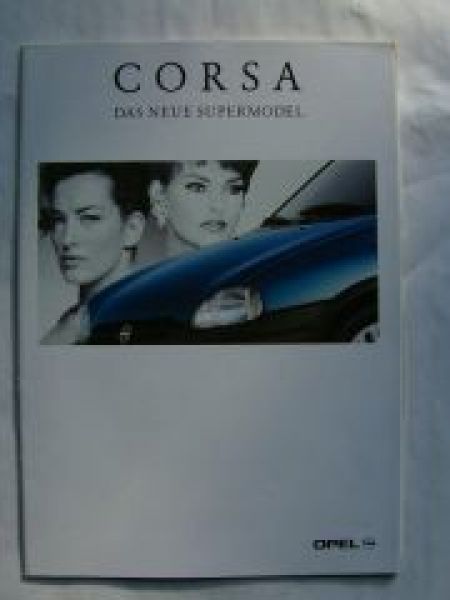 CORSA
DAS NEUE SUPERMODEL.
OPEL